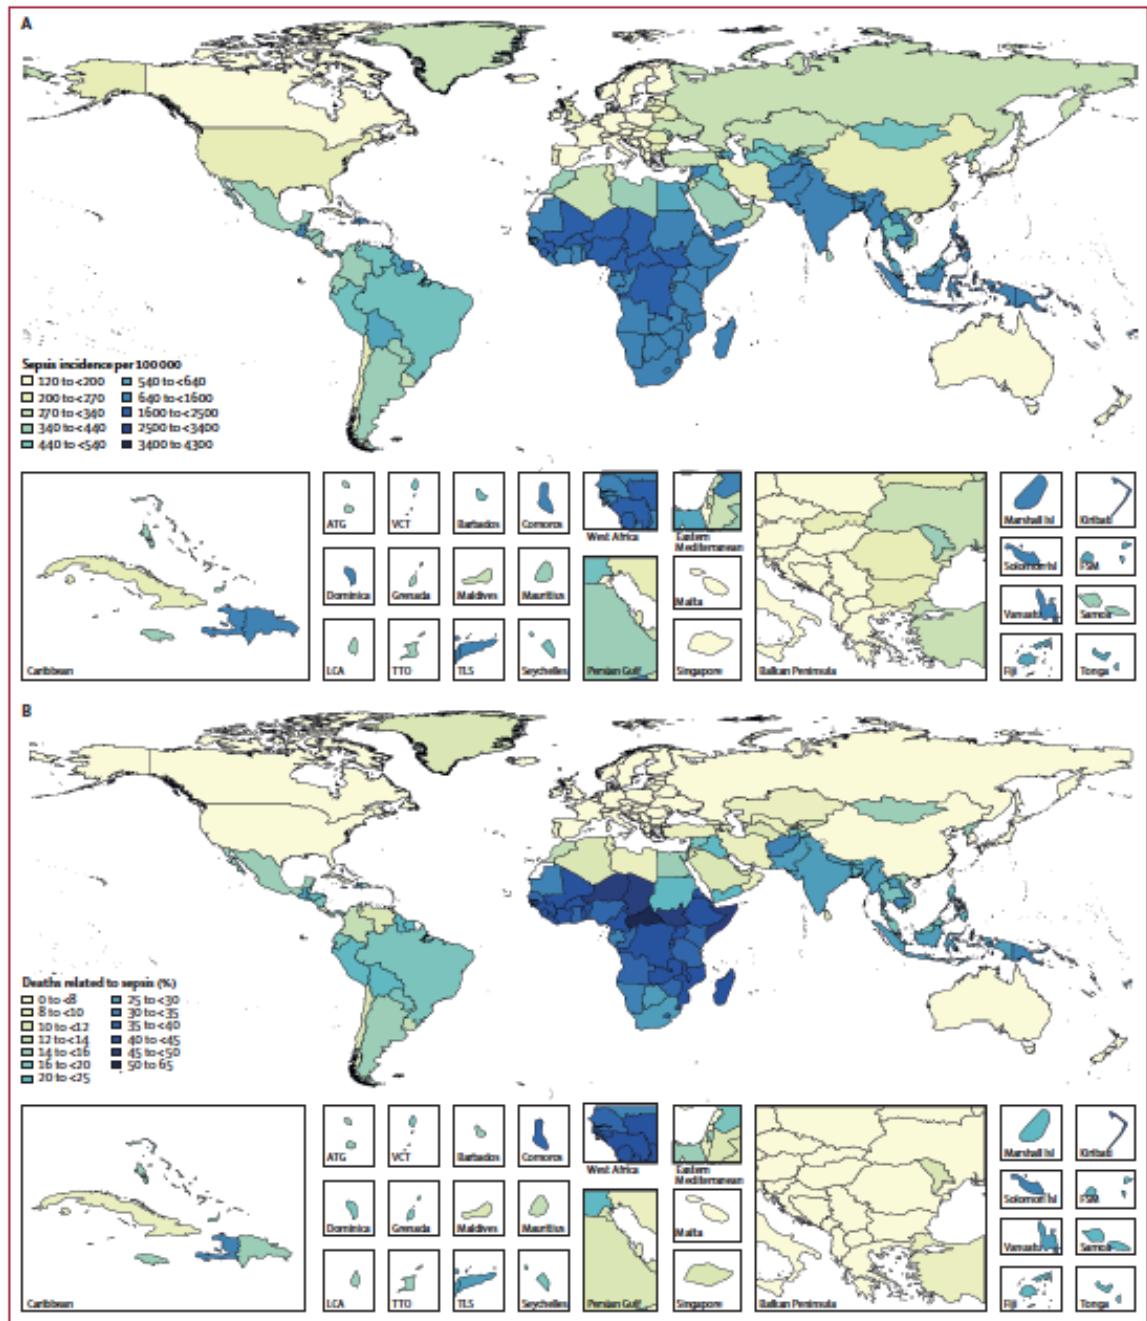 A
Sepsis incidence per 100 000
120 to <200
200 to <270
270 to <340
340 to <440
440 to <540
540 to <640
640 to <1600
1600 to <2500
2500 to <3400
3400 to 4300
Caribbean
ATG
VCT
Barbados
Comoros
West Africa
Eastern
Mediterranean
Dominica
Grenada
Maldives
Mauritius
Malta
LCA
TTO
TLS
Seychelles
Persian Gulf
Singapore
Balkan Peninsula
Marshall Isl
Kiribati
Solomon Isl
FSM
Vanuatu
Samoa
Fiji
Tonga
B
Deaths related to sepsis (%)
0 to <8
8 to <10
10 to <12
12 to <14
14 to <16
16 to <20
20 to <25
25 to <30
30 to <35
35 to <40
40 to <45
45 to <50
50 to 65
Caribbean
ATG
VCT
Barbados
Comoros
West Africa
Eastern
Mediterranean
Dominica
Grenada
Maldives
Mauritius
Malta
LCA
TTO
TLS
Seychelles
Persian Gulf
Singapore
Balkan Peninsula
Marshall Isl
Kiribati
Solomon Isl
FSM
Vanuatu
Samoa
Fiji
Tonga